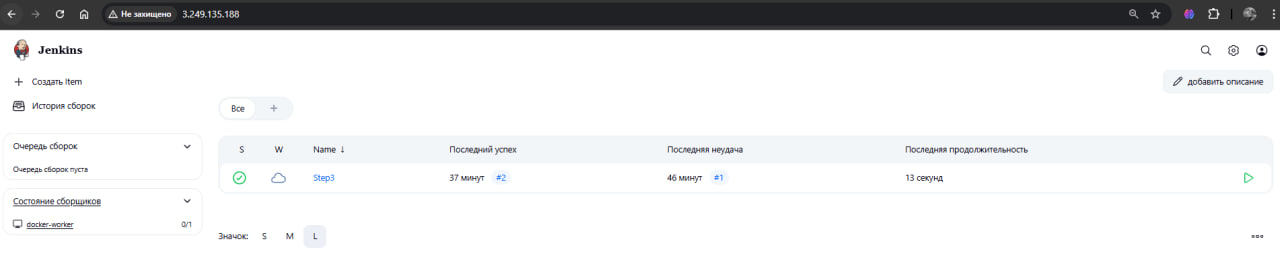 Не защищено 3.249.135.188
Jenkins
Создать Item
История сборок
добавить описание
Все +
Очередь сборок
Очередь сборок пуста
S W Name ↓ Последний успех Последняя неудача Последняя продолжительность
Step3 37 минут #2 46 минут #1 13 секунд
Состояние сборщиков
docker-worker 0/1
Значок: S M L